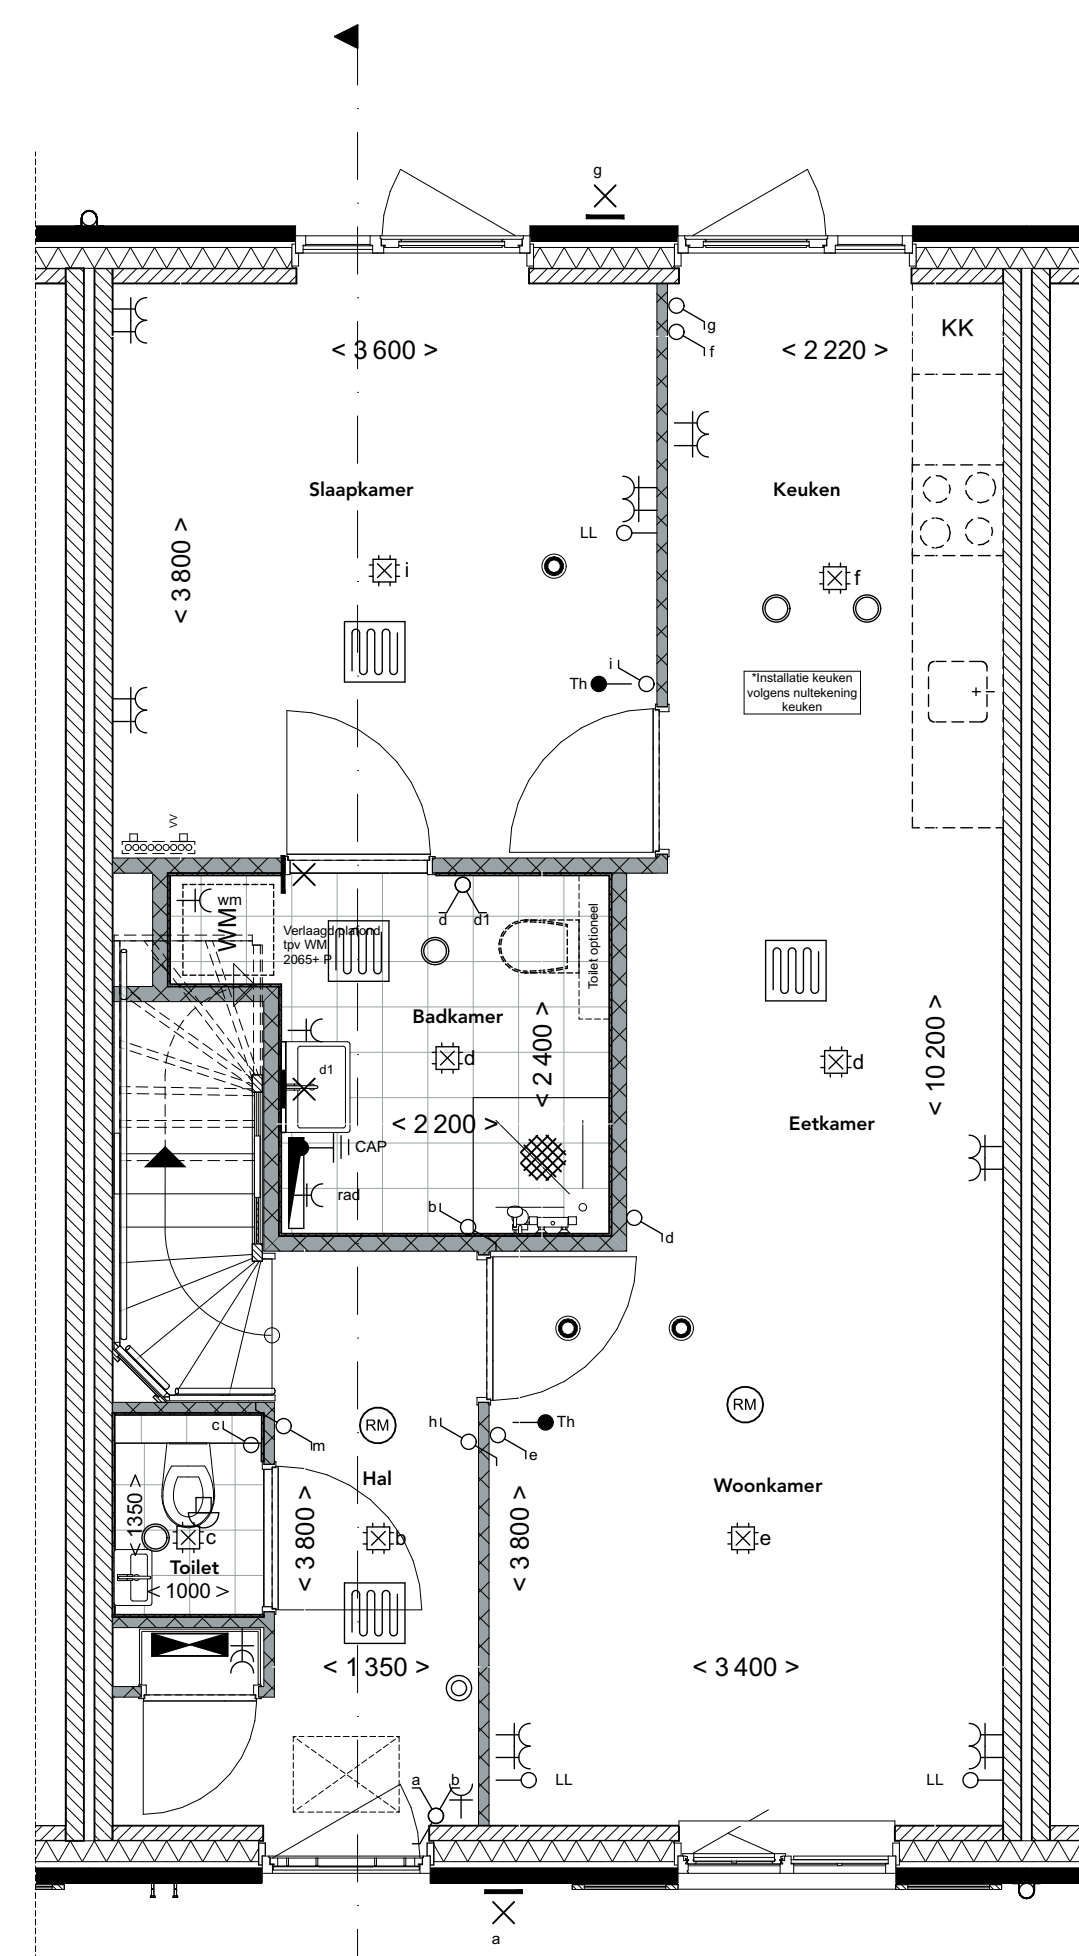 g
g
f
KK
< 3 600 >
< 2 220 >
Slaapkamer
Keuken
LL
< 3 800 >
i
f
i
Th
*Installatie keuken
volgens nultekening
keuken
VV
wm
WM
d
d1
Verlaagd plafond
tpv WM
2065+ P
Toilet optioneel
Badkamer
d
< 2 400 >
d1
< 2 200 >
CAP
rad
b
d
d
< 10 200 >
Eetkamer
RM
c
m
RM
h
Th
e
Hal
Woonkamer
< 1350 >
c
< 3 800 >
b
< 3 800 >
e
Toilet
< 1000 >
< 1 350 >
< 3 400 >
a
b
LL
LL
a